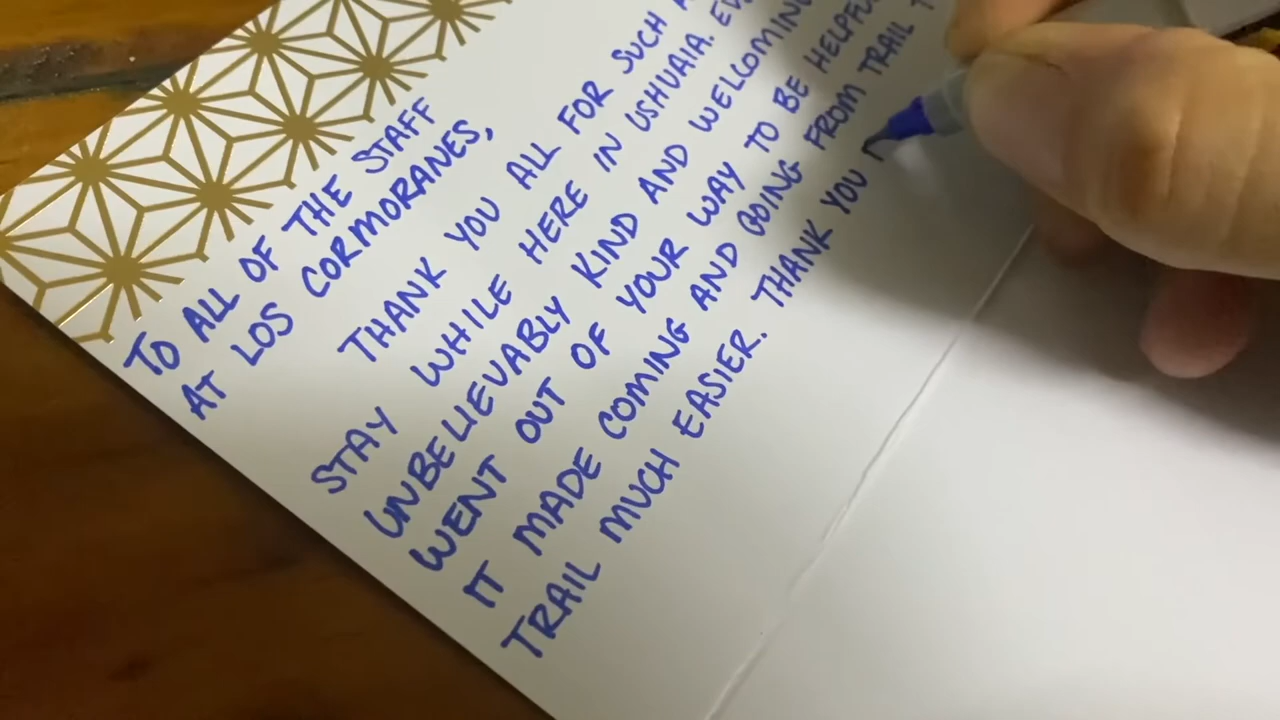 TO ALL OF THE STAFF
AT LOS CORMORANES,
THANK YOU ALL FOR SUCH
STAY WHILE HERE IN USHUAIA.
UNBELIEVABLY KIND AND WELCOMING
WENT OUT OF YOUR WAY TO BE HELPFUL
IT MADE COMING AND GOING FROM TRAIL
TRAIL MUCH EASIER. THANK YOU